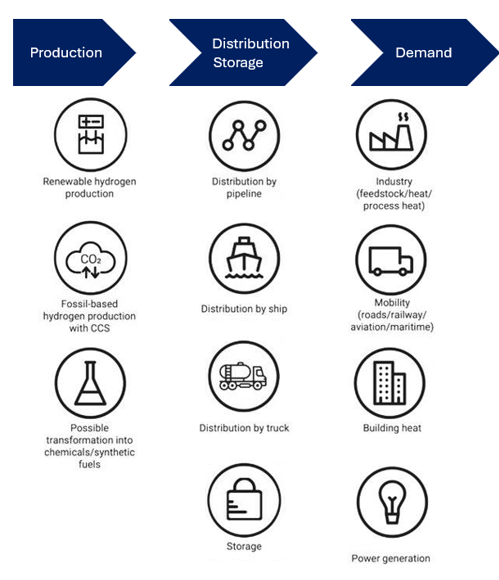 Production
Distribution
Storage
Demand
Renewable hydrogen
production
CO₂
Fossil-based
hydrogen production
with CCS
Possible
transformation into
chemicals/synthetic
fuels
Distribution by
pipeline
Distribution by ship
Distribution by truck
Storage
Industry
(feedstock/heat/
process heat)
Mobility
(roads/railway/
aviation/maritime)
Building heat
Power generation